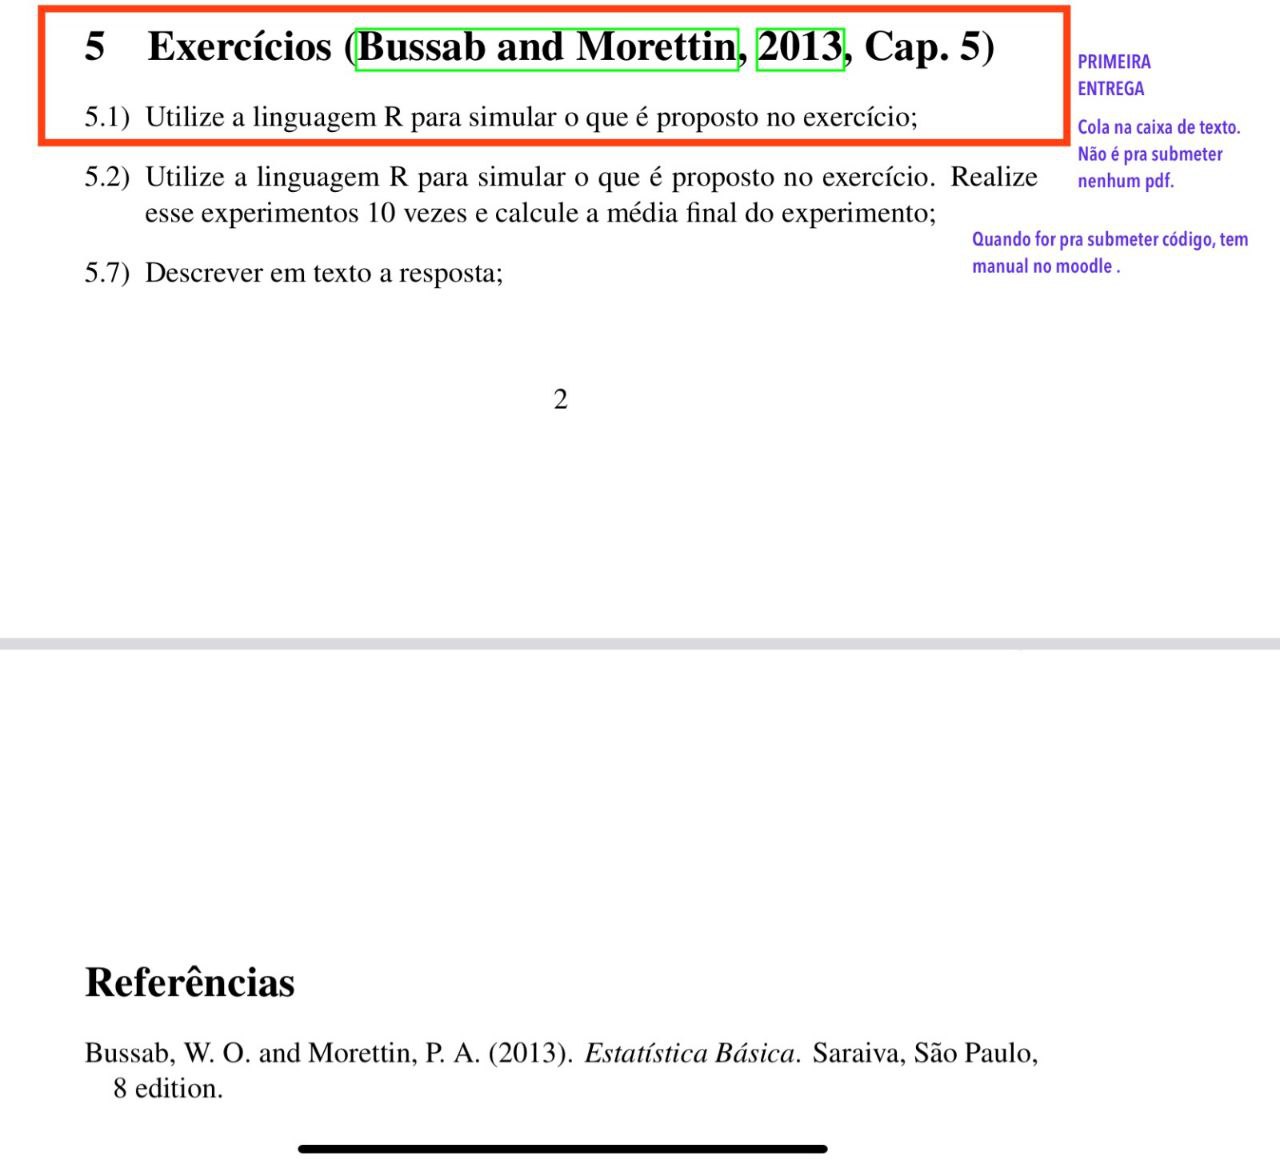 5 Exercícios (Bussab and Morettin, 2013, Cap. 5)
5.1) Utilize a linguagem R para simular o que é proposto no exercício;
PRIMEIRA
ENTREGA
Cola na caixa de texto.
Não é pra submeter
nenhum pdf.
5.2) Utilize a linguagem R para simular o que é proposto no exercício. Realize
esse experimentos 10 vezes e calcule a média final do experimento;
Quando for pra submeter código, tem
manual no moodle .
5.7) Descrever em texto a resposta;
2
Referências
Bussab, W. O. and Morettin, P. A. (2013). Estatística Básica. Saraiva, São Paulo,
8 edition.